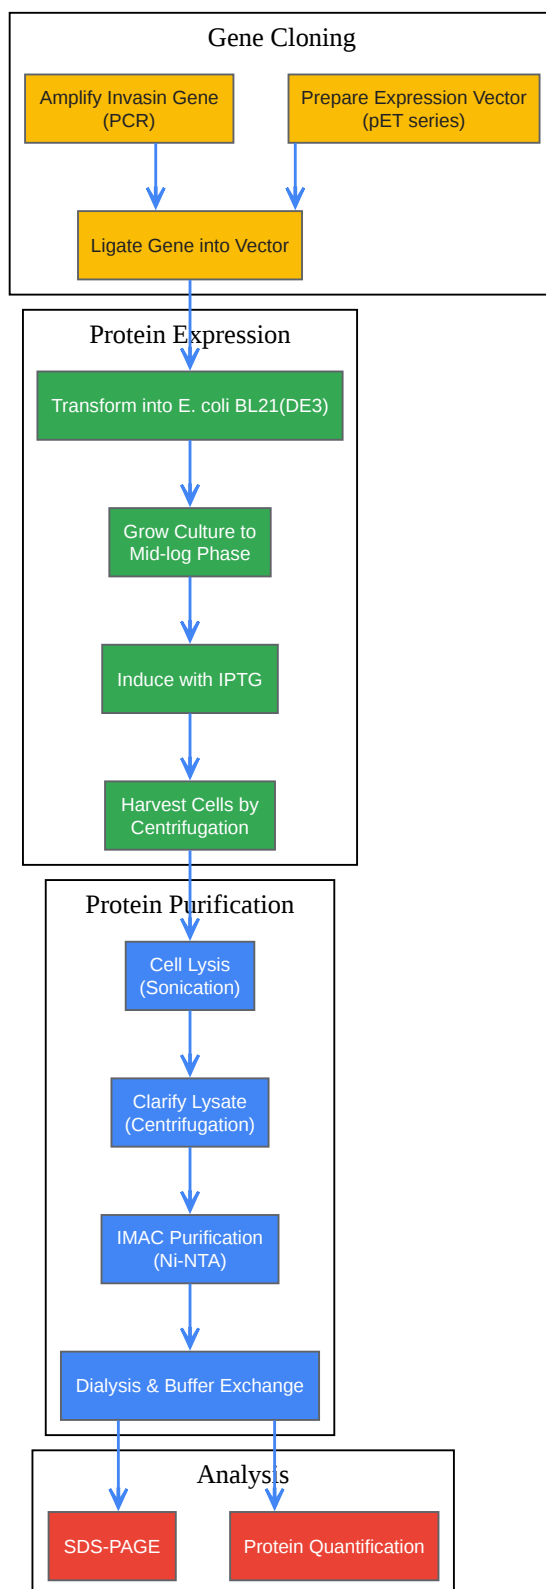 Gene Cloning
Amplify Invasin Gene
(PCR)
Prepare Expression Vector
(pET series)
Ligate Gene into Vector
Protein Expression
Transform into E. coli BL21(DE3)
Grow Culture to
Mid-log Phase
Induce with IPTG
Harvest Cells by
Centrifugation
Protein Purification
Cell Lysis
(Sonication)
Clarify Lysate
(Centrifugation)
IMAC Purification
(Ni-NTA)
Dialysis & Buffer Exchange
Analysis
SDS-PAGE
Protein Quantification